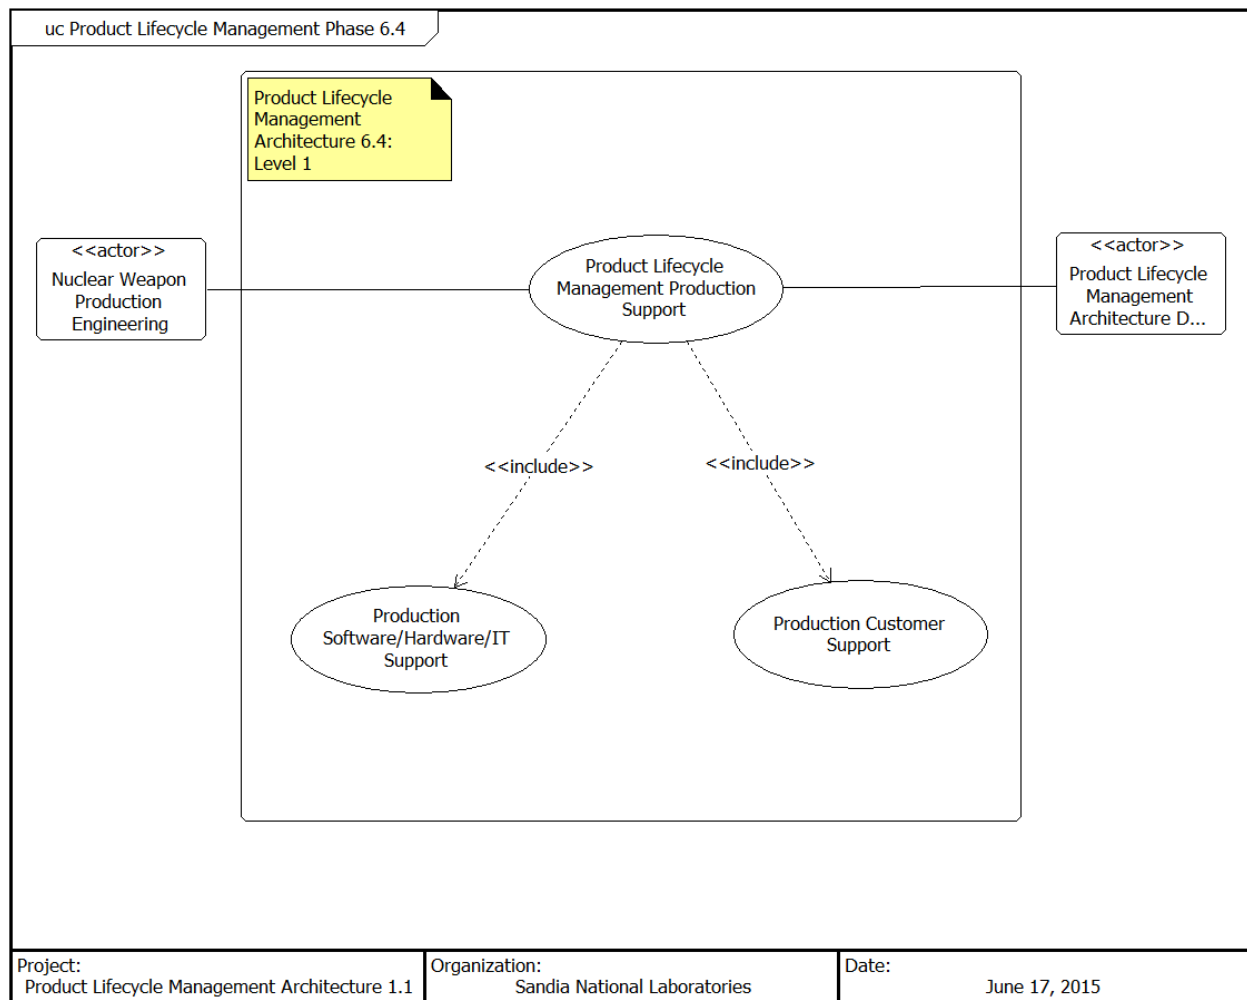 uc Product Lifecycle Management Phase 6.4
Product Lifecycle
Management
Architecture 6.4:
Level 1
<<actor>>
Nuclear Weapon
Production
Engineering
Product Lifecycle
Management Production
Support
<<actor>>
Product Lifecycle
Management
Architecture D...
<<include>>
<<include>>
Production
Software/Hardware/IT
Support
Production Customer
Support
Project:
Product Lifecycle Management Architecture 1.1
Organization:
Sandia National Laboratories
Date:
June 17, 2015